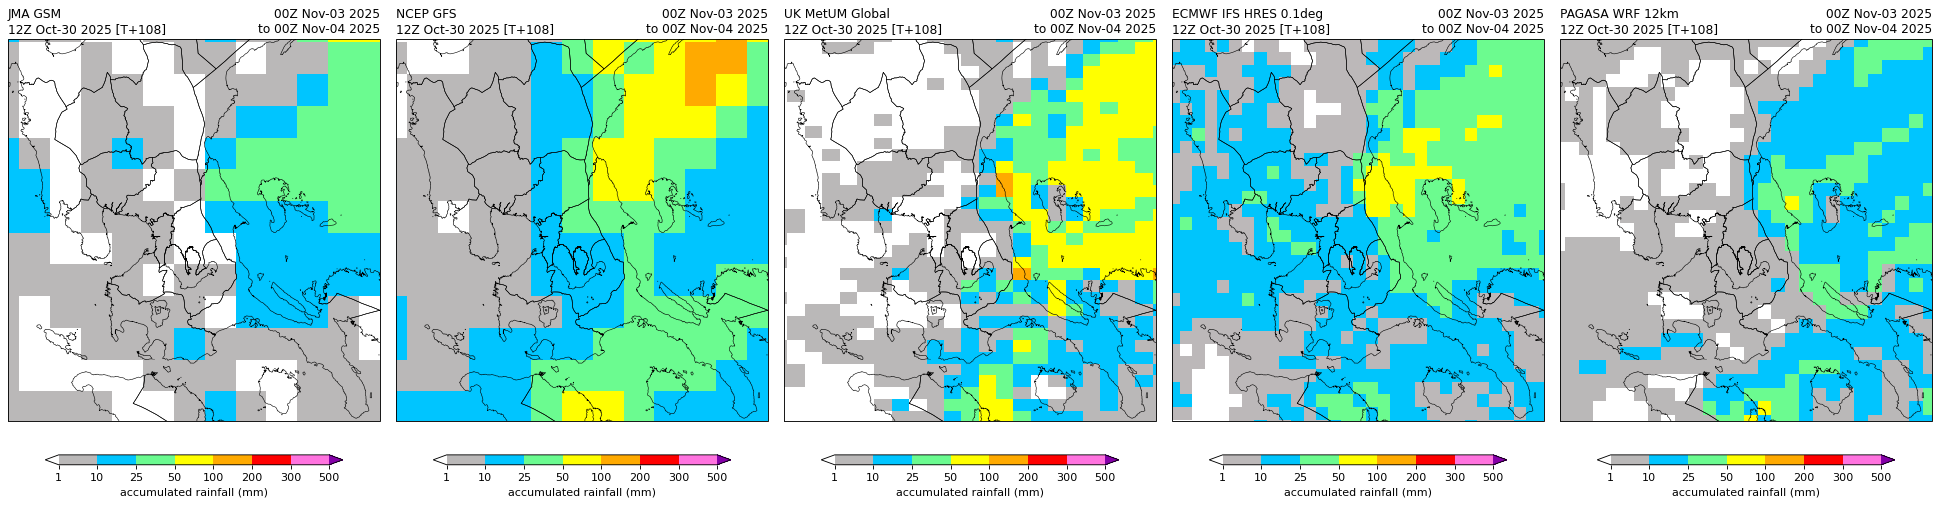 JMA GSM 00Z Nov-03 2025
12Z Oct-30 2025 [T+108] to 00Z Nov-04 2025
NCEP GFS 00Z Nov-03 2025
12Z Oct-30 2025 [T+108] to 00Z Nov-04 2025
UK MetUM Global 00Z Nov-03 2025
12Z Oct-30 2025 [T+108] to 00Z Nov-04 2025
ECMWF IFS HRES 0.1deg 00Z Nov-03 2025
12Z Oct-30 2025 [T+108] to 00Z Nov-04 2025
PAGASA WRF 12km 00Z Nov-03 2025
12Z Oct-30 2025 [T+108] to 00Z Nov-04 2025
1 10 25 50 100 200 300 500
accumulated rainfall (mm)
1 10 25 50 100 200 300 500
accumulated rainfall (mm)
1 10 25 50 100 200 300 500
accumulated rainfall (mm)
1 10 25 50 100 200 300 500
accumulated rainfall (mm)
1 10 25 50 100 200 300 500
accumulated rainfall (mm)